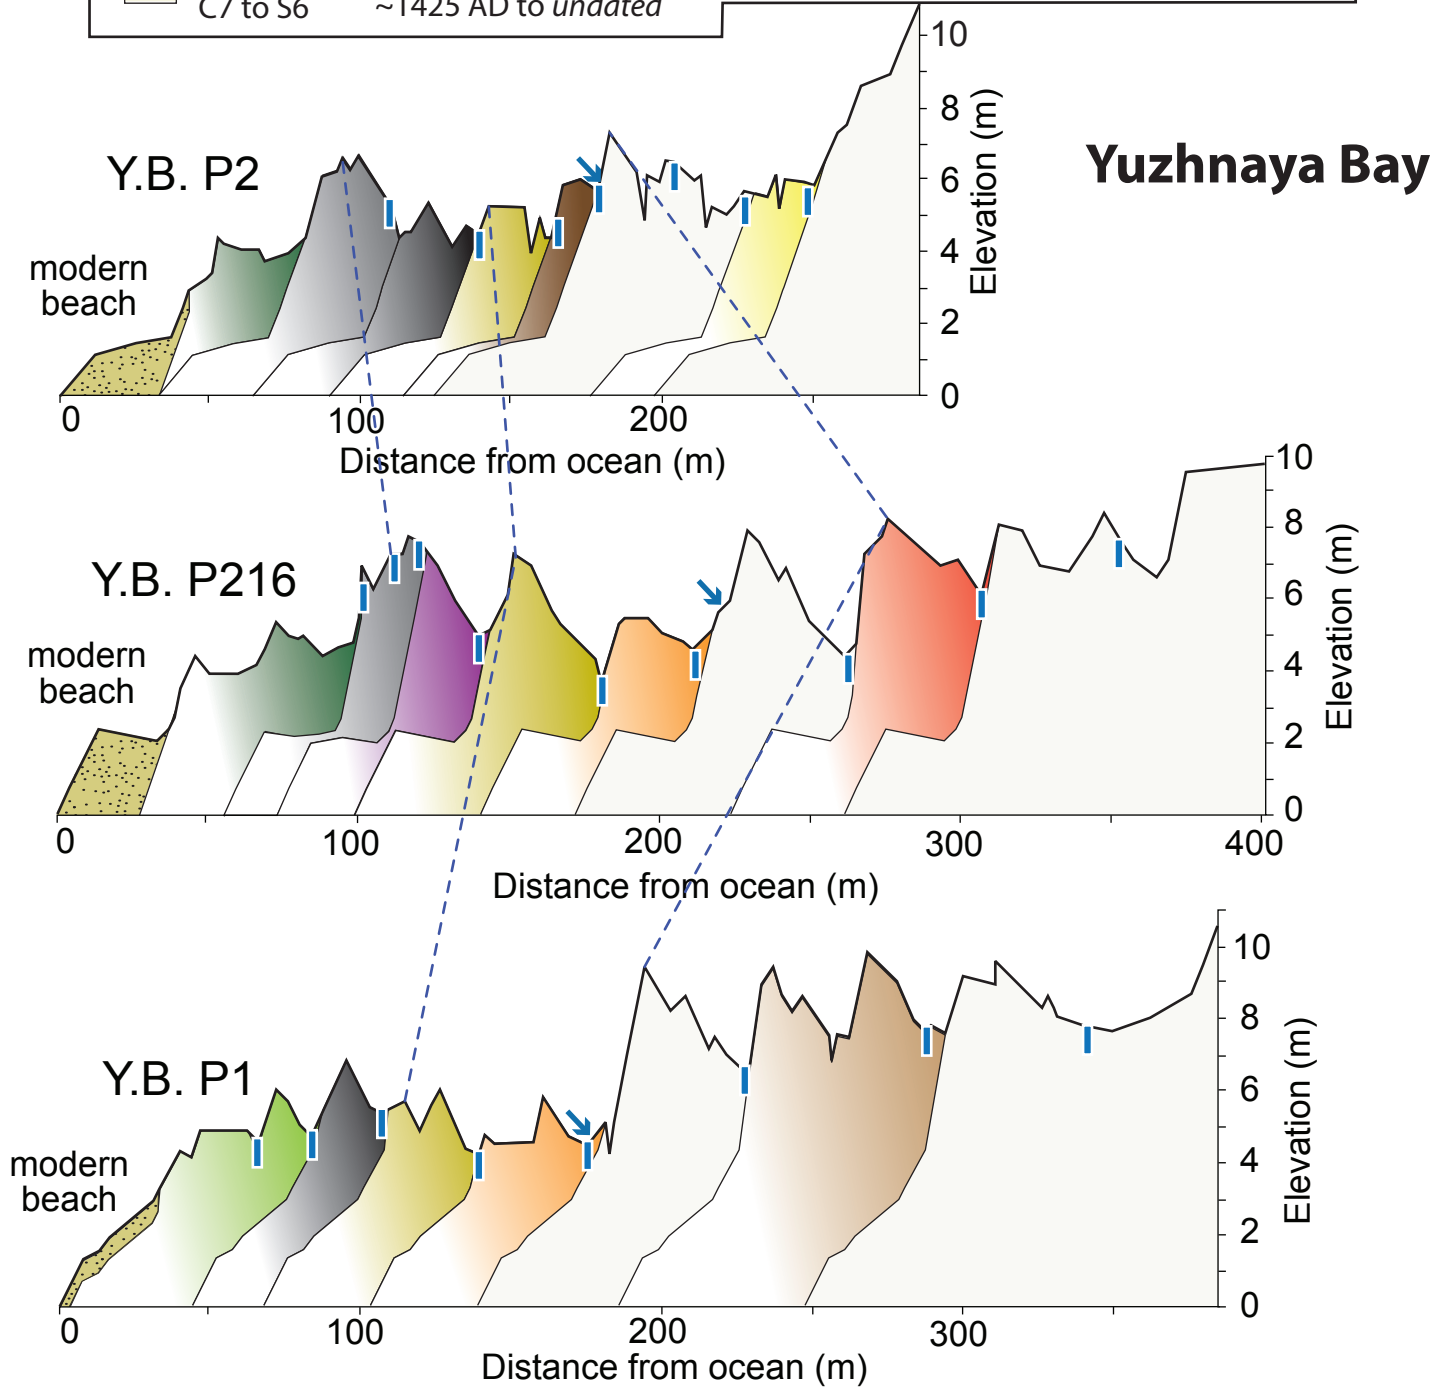 C7 to S6 ~1425 AD to undated
Yuzhnaya Bay
Y.B. P2
modern
beach
10
8
6
4
2
0
Elevation (m)
0 100 200
Distance from ocean (m)
Y.B. P216
modern
beach
10
8
6
4
2
0
Elevation (m)
0 100 200 300 400
Distance from ocean (m)
Y.B. P1
modern
beach
10
8
6
4
2
0
Elevation (m)
0 100 200 300
Distance from ocean (m)